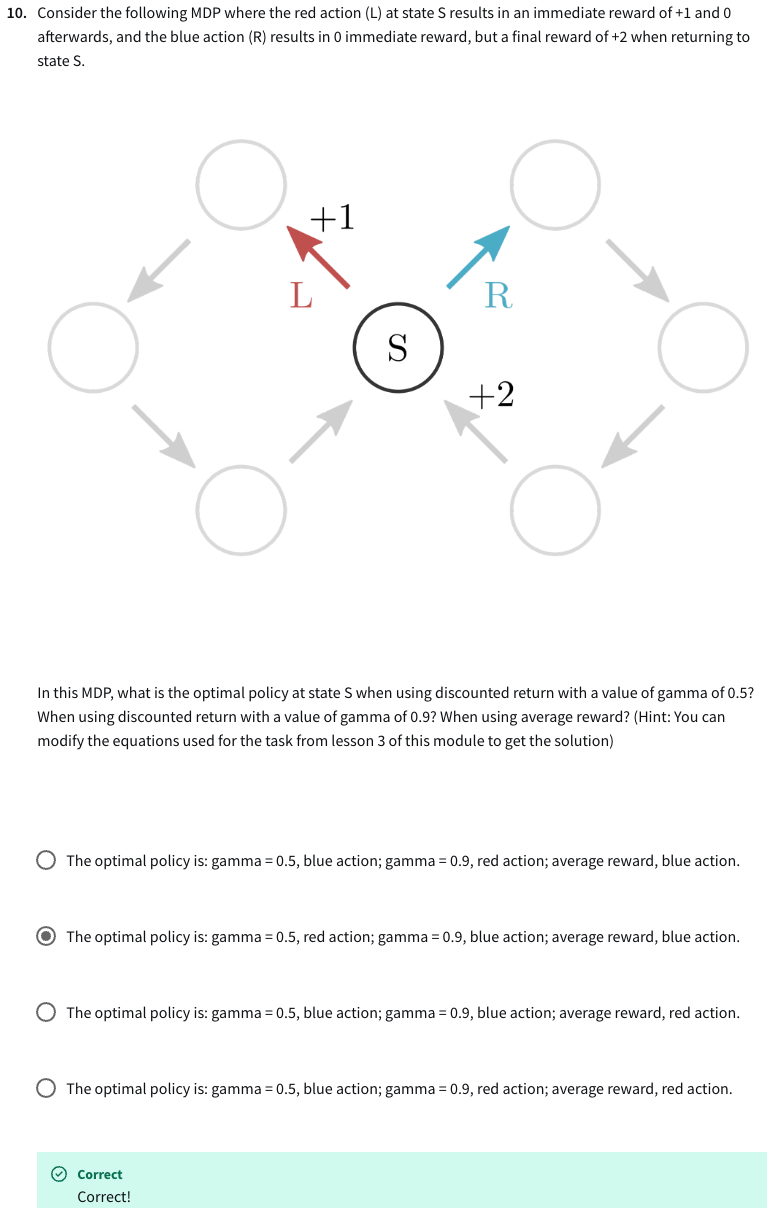 10. Consider the following MDP where the red action (L) at state S results in an immediate reward of +1 and 0
afterwards, and the blue action (R) results in 0 immediate reward, but a final reward of +2 when returning to
state S.
+1
L
R
S
+2
In this MDP, what is the optimal policy at state S when using discounted return with a value of gamma of 0.5?
When using discounted return with a value of gamma of 0.9? When using average reward? (Hint: You can
modify the equations used for the task from lesson 3 of this module to get the solution)
The optimal policy is: gamma = 0.5, blue action; gamma = 0.9, red action; average reward, blue action.
The optimal policy is: gamma = 0.5, red action; gamma = 0.9, blue action; average reward, blue action.
The optimal policy is: gamma = 0.5, blue action; gamma = 0.9, blue action; average reward, red action.
The optimal policy is: gamma = 0.5, blue action; gamma = 0.9, red action; average reward, red action.
Correct
Correct!